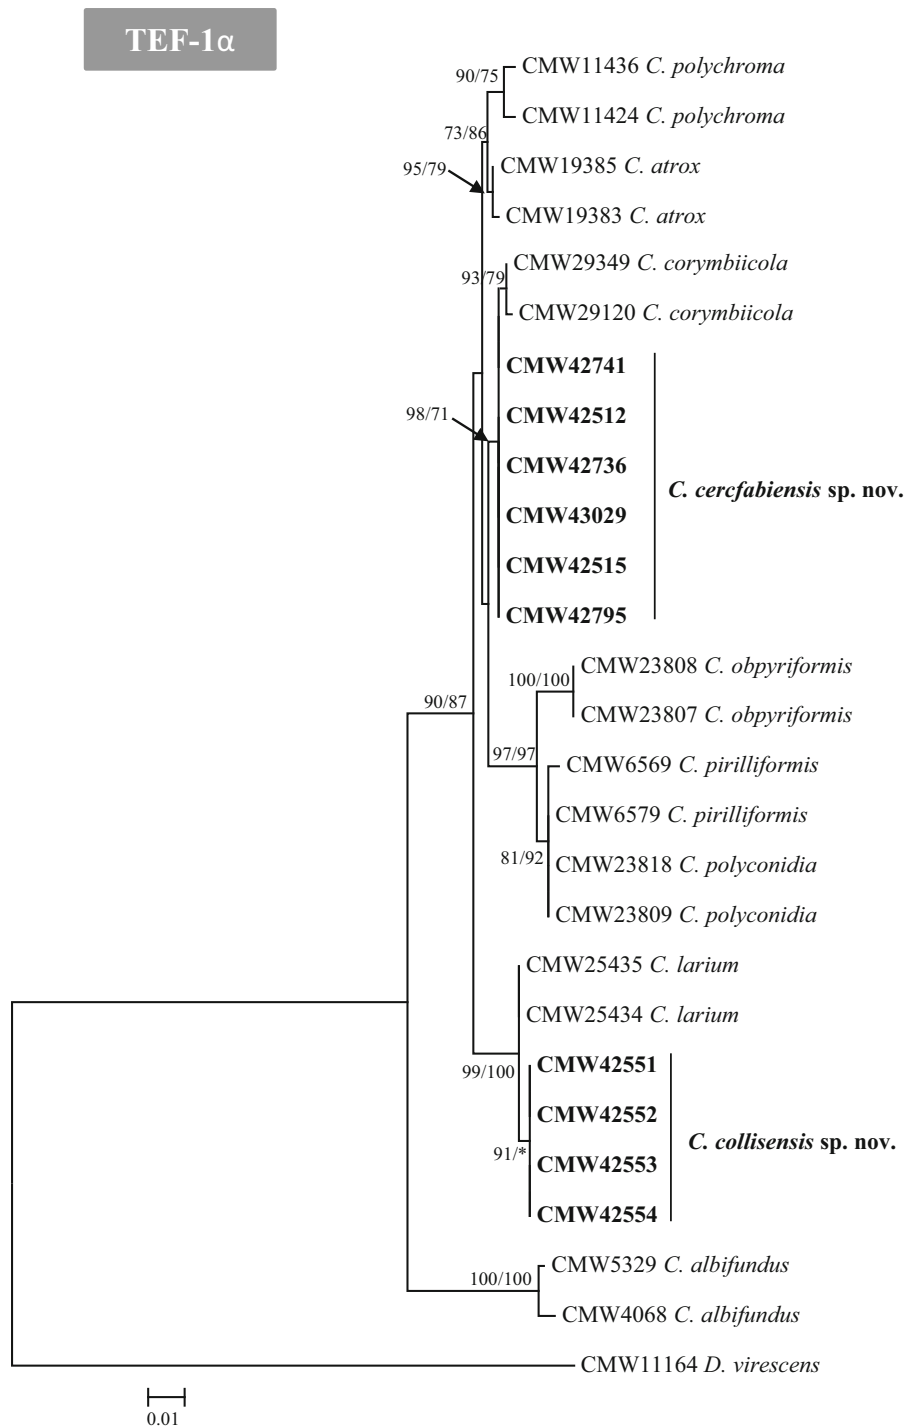 TEF-1α
90/75
CMW11436 C. polychroma
CMW11424 C. polychroma
73/86
95/79
CMW19385 C. atrox
CMW19383 C. atrox
CMW29349 C. corymbiicola
93/79
CMW29120 C. corymbiicola
CMW42741
98/71
CMW42512
CMW42736
C. cercfabiensis sp. nov.
CMW43029
CMW42515
CMW42795
CMW23808 C. obpyriformis
100/100
90/87
CMW23807 C. obpyriformis
97/97
CMW6569 C. pirilliformis
CMW6579 C. pirilliformis
81/92
CMW23818 C. polyconidia
CMW23809 C. polyconidia
CMW25435 C. larium
CMW25434 C. larium
99/100
CMW42551
CMW42552
C. collisensis sp. nov.
91/*
CMW42553
CMW42554
100/100
CMW5329 C. albifundus
CMW4068 C. albifundus
CMW11164 D. virescens
0.01